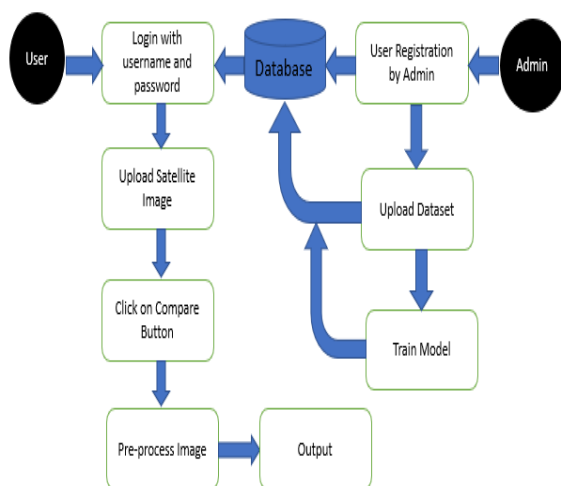 User
Login with
username and
password
Database
User Registration
by Admin
Admin
Upload Satellite
Image
Upload Dataset
Click on Compare
Button
Train Model
Pre-process Image
Output